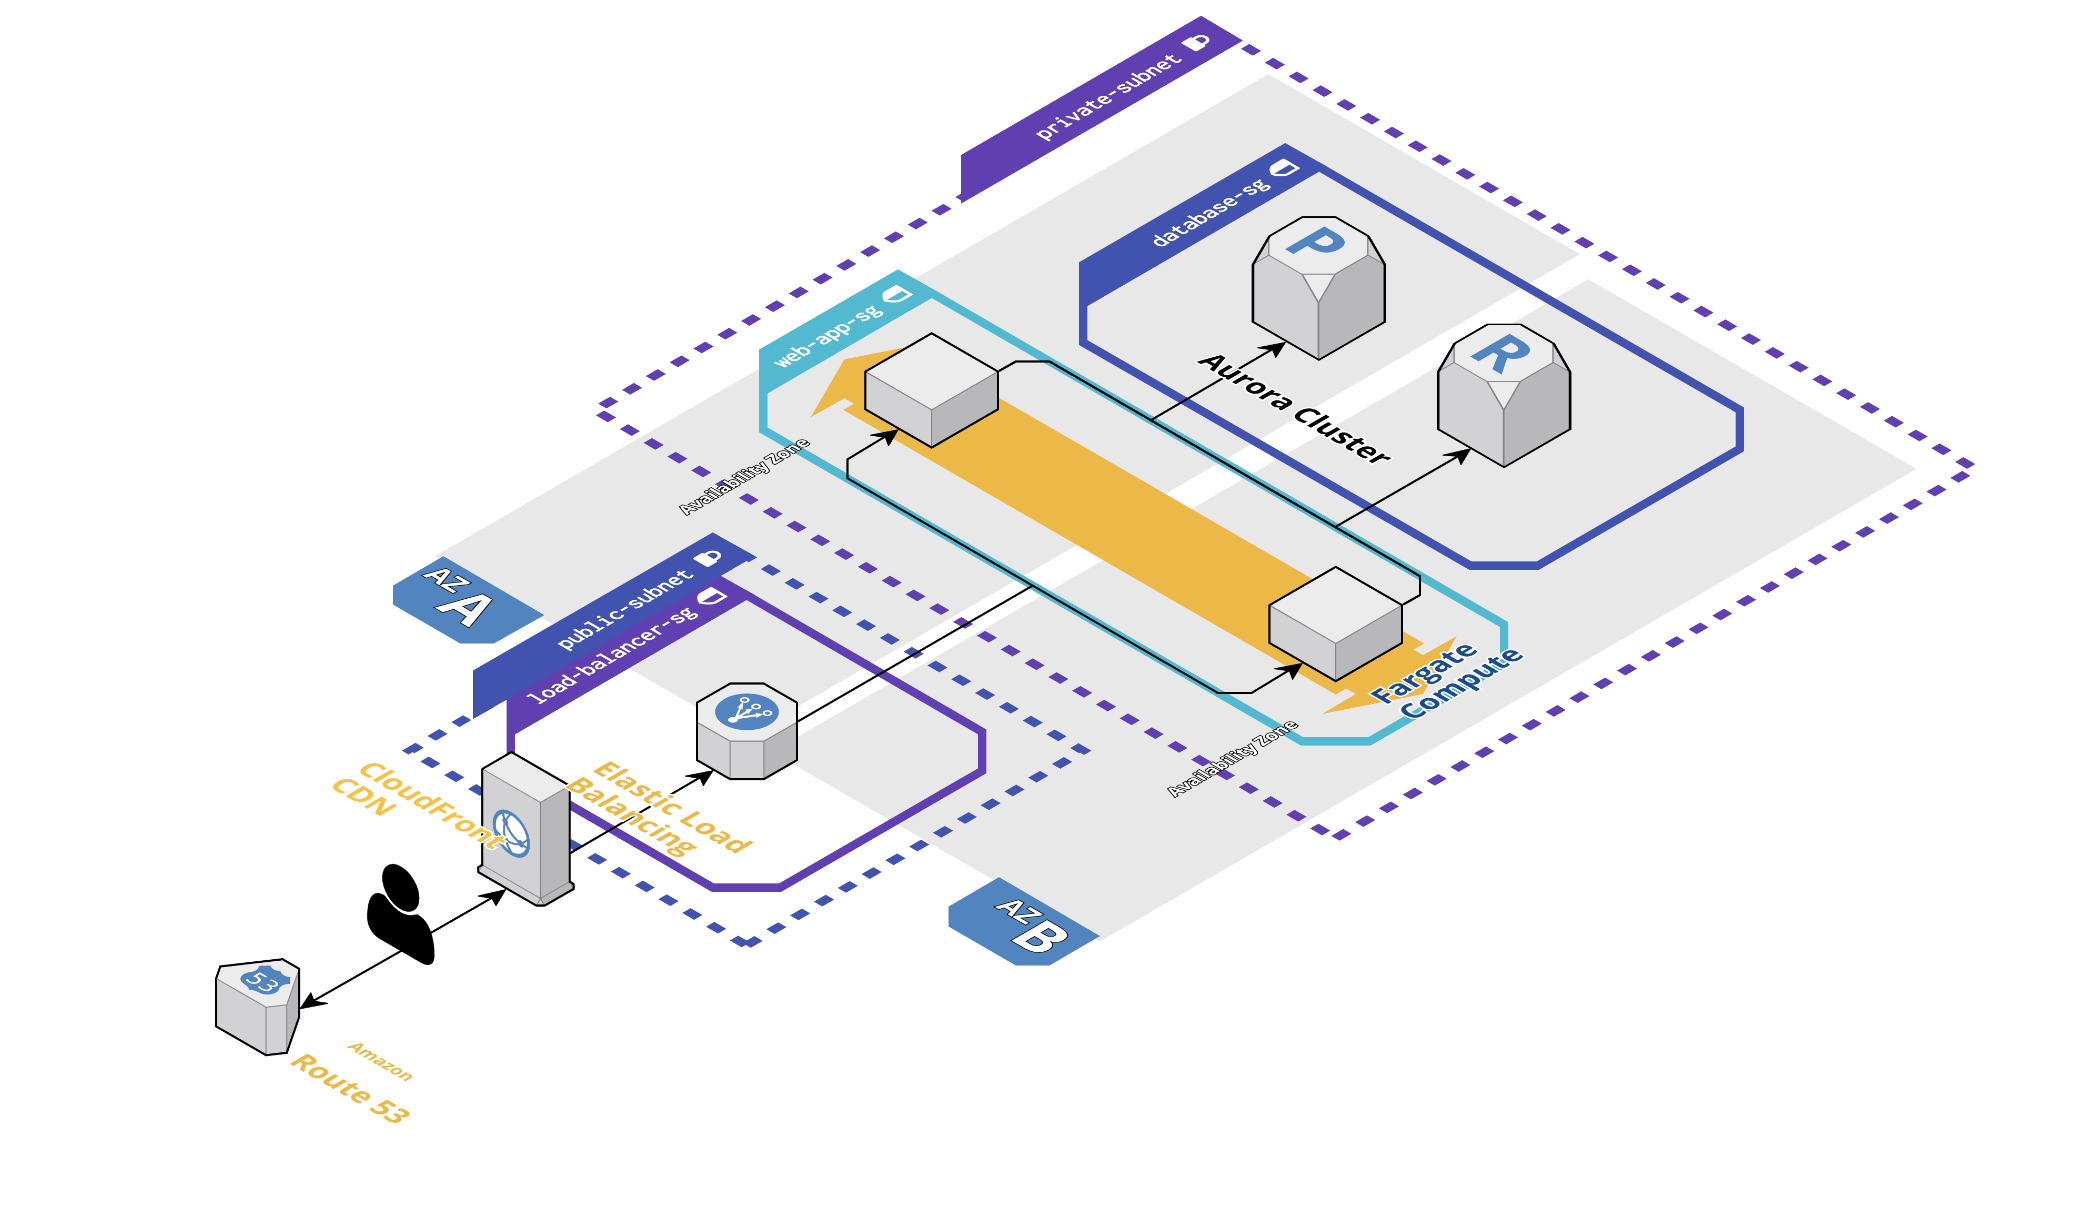 private-subnet
database-sg
P
web-app-sg
R
Aurora Cluster
Availability Zone
public-subnet
AZ
A
load-balancer-sg
Fargate
Compute
Availability Zone
CloudFront
CDN
Elastic Load
Balancing
AZ
B
53
Amazon
Route 53